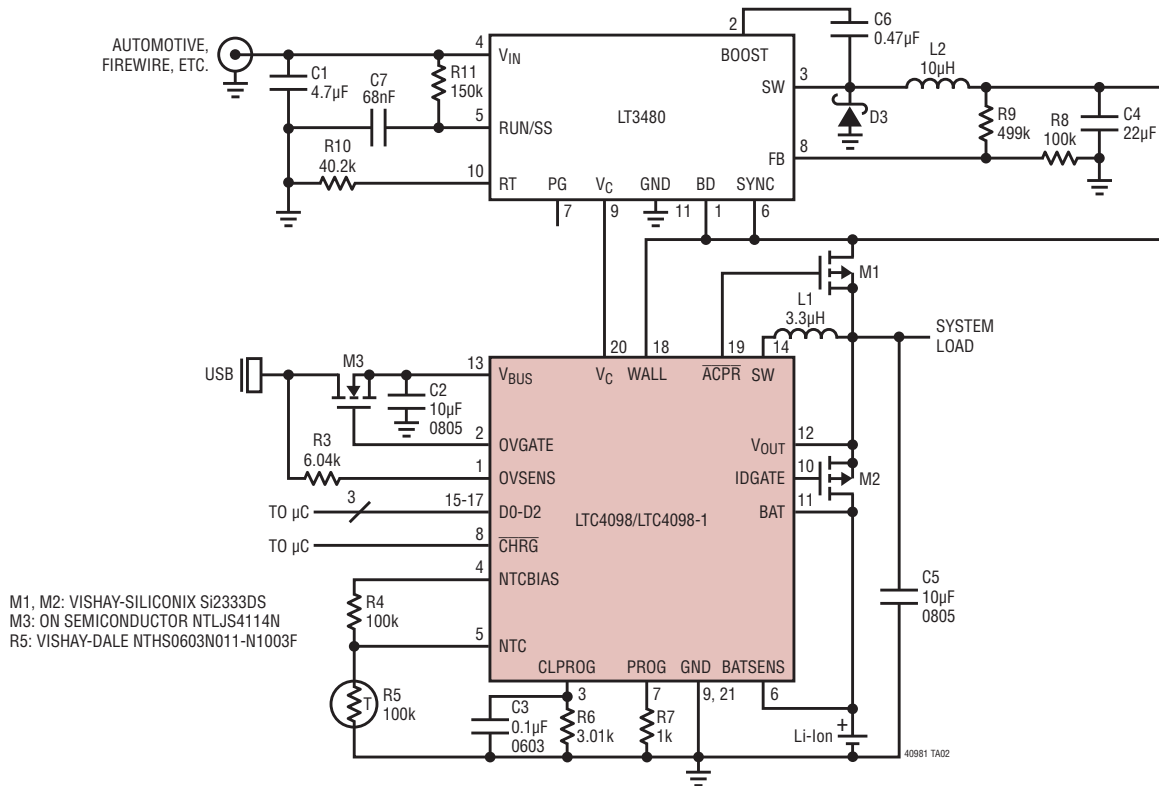 AUTOMOTIVE,
FIREWIRE, ETC.
C1
4.7µF
C7
68nF
R11
150k
R10
40.2k
4
5
10
VIN
RUN/SS
RT
LT3480
BOOST
SW
FB
PG
VC
GND
BD
SYNC
2
3
8
7
9
11
1
6
C6
0.47µF
L2
10µH
D3
R9
499k
R8
100k
C4
22µF
M1
L1
3.3µH
SYSTEM
LOAD
USB
M3
C2
10µF
0805
R3
6.04k
TO µC
3
TO µC
13
2
1
15-17
8
4
5
20
18
19
14
VBUS
VC
WALL
ACPR
SW
OVGATE
OVSENS
D0-D2
CHRG
NTCBIAS
NTC
LTC4098/LTC4098-1
VOUT
IDGATE
BAT
12
10
11
M2
CLPROG
PROG
GND
BATSENS
3
7
9, 21
6
R4
100k
T
R5
100k
C3
0.1µF
0603
R6
3.01k
R7
1k
Li-Ion
+
C5
10µF
0805
M1, M2: VISHAY-SILICONIX Si2333DS
M3: ON SEMICONDUCTOR NTLJS4114N
R5: VISHAY-DALE NTHS0603N011-N1003F
40981 TA02